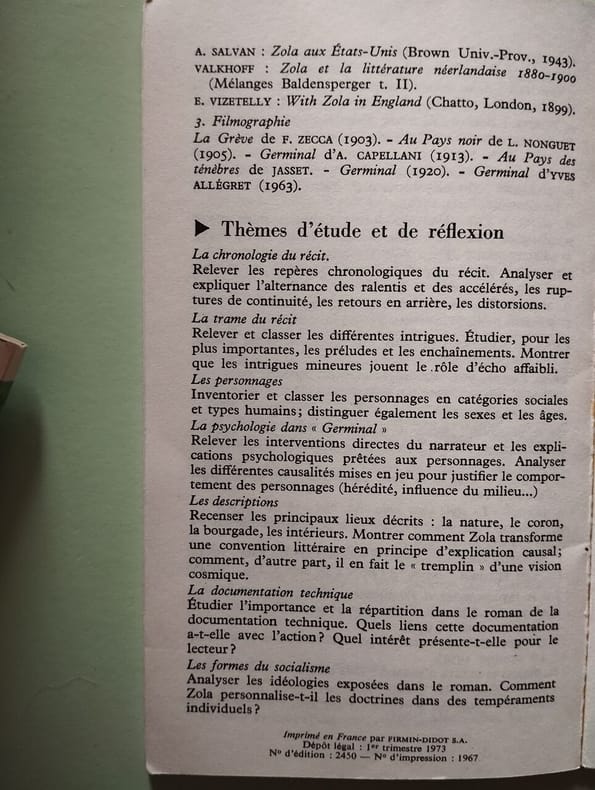 A. SALVAN : Zola aux États-Unis (Brown Univ.-Prov., 1943).
VALKHOFF : Zola et la littérature néerlandaise 1880-1900
(Mélanges Baldensperger t. II).
E. VIZETELLY : With Zola in England (Chatto, London, 1899).
3. Filmographie
La Grève de F. ZECCA (1903). - Au Pays noir de L. NONGUET
(1905). - Germinal d'A. CAPELLANI (1913). - Au Pays des
ténèbres de JASSET. - Germinal (1920). - Germinal d'YVES
ALLÉGRET (1963).
▶ Thèmes d'étude et de réflexion
La chronologie du récit.
Relever les repères chronologiques du récit. Analyser et
expliquer l'alternance des ralentis et des accélérés, les rup-
tures de continuité, les retours en arrière, les distorsions.
La trame du récit
Relever et classer les différentes intrigues. Étudier, pour les
plus importantes, les préludes et les enchaînements. Montrer
que les intrigues mineures jouent le rôle d'écho affaibli.
Les personnages
Inventorier et classer les personnages en catégories sociales
et types humains; distinguer également les sexes et les âges.
La psychologie dans « Germinal »
Relever les interventions directes du narrateur et les expli-
cations psychologiques prêtées aux personnages. Analyser
les différentes causalités mises en jeu pour justifier le compor-
tement des personnages (hérédité, influence du milieu...)
Les descriptions
Recenser les principaux lieux décrits : la nature, le coron,
la bourgade, les intérieurs. Montrer comment Zola transforme
une convention littéraire en principe d'explication causal;
comment, d'autre part, il en fait le « tremplin » d'une vision
cosmique.
La documentation technique
Étudier l'importance et la répartition dans le roman de la
documentation technique. Quels liens cette documentation
a-t-elle avec l'action? Quel intérêt présente-t-elle pour le
lecteur?
Les formes du socialisme
Analyser les idéologies exposées dans le roman. Comment
Zola personnalise-t-il les doctrines dans des tempéraments
individuels?
Imprimé en France par FIRMIN-DIDOT S.A.
Dépôt légal : 1er trimestre 1973
N° d'édition : 2450 — N° d'impression : 1967